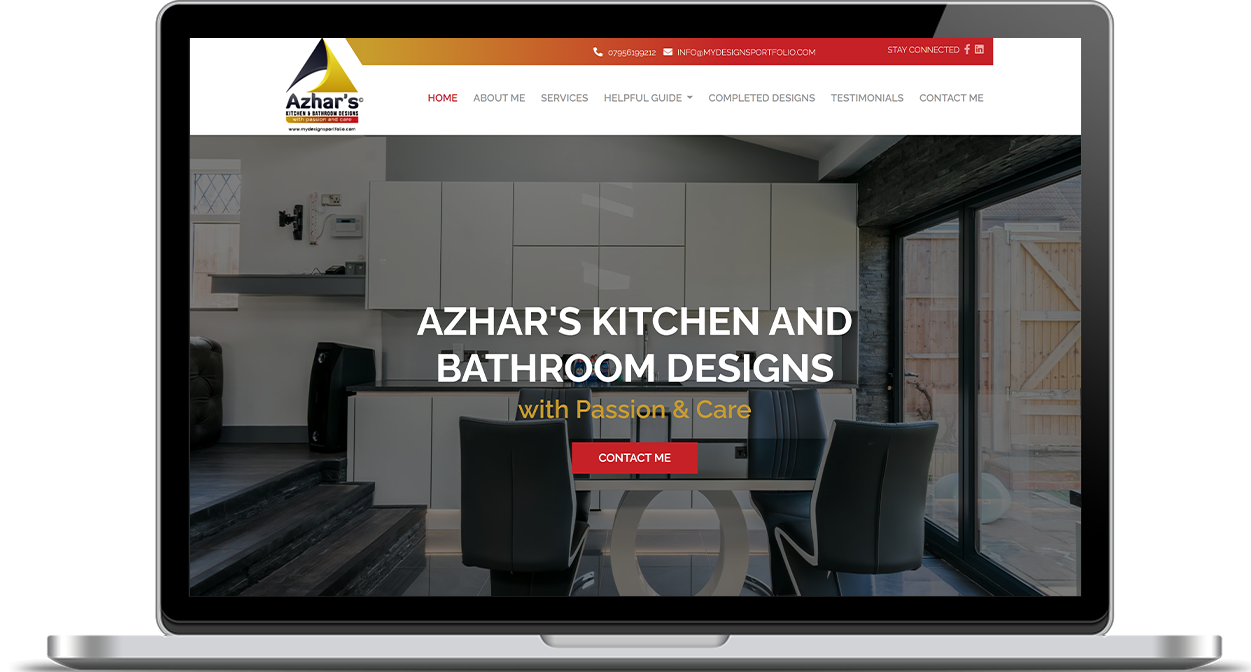 07956199212 INFO@MYDESIGNSPORTFOLIO.COM STAY CONNECTED
Azhar's©
KITCHEN & BATHROOM DESIGNS
with passion and care
www.mydesignsportfolio.com
HOME ABOUT ME SERVICES HELPFUL GUIDE COMPLETED DESIGNS TESTIMONIALS CONTACT ME
AZHAR'S KITCHEN AND
BATHROOM DESIGNS
with Passion & Care
CONTACT ME